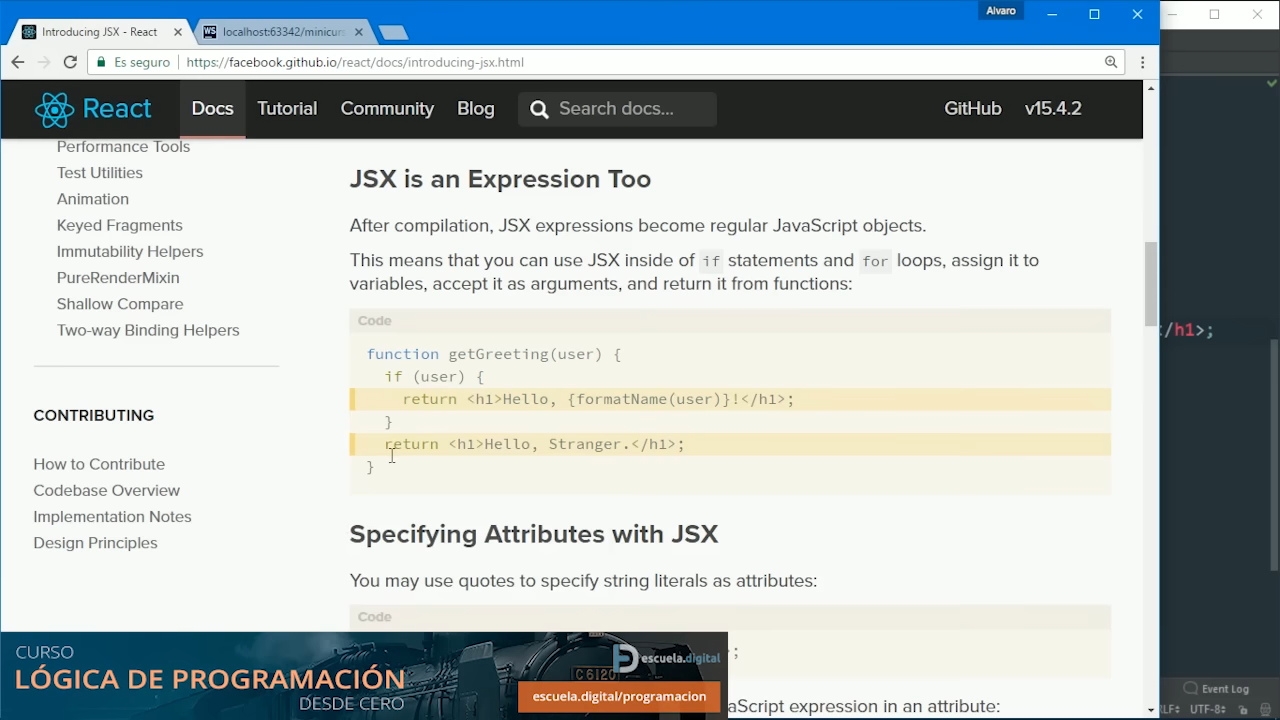 Alvaro
Introducing JSX - React
localhost:63342/minicurs
Es seguro
https://facebook.github.io/react/docs/introducing-jsx.html
React
Docs
Tutorial
Community
Blog
Search docs...
GitHub
v15.4.2
Performance Tools
Test Utilities
Animation
Keyed Fragments
Immutability Helpers
PureRenderMixin
Shallow Compare
Two-way Binding Helpers
CONTRIBUTING
How to Contribute
Codebase Overview
Implementation Notes
Design Principles
JSX is an Expression Too
After compilation, JSX expressions become regular JavaScript objects.
This means that you can use JSX inside of if statements and for loops, assign it to
variables, accept it as arguments, and return it from functions:
Code
function getGreeting(user) {
if (user) {
return <h1>Hello, {formatName(user)}!</h1>;
}
return <h1>Hello, Stranger.</h1>;
}
Specifying Attributes with JSX
You may use quotes to specify string literals as attributes:
Code
;
aScript expression in an attribute:
</h1>;
Event Log
LF
UTF-8
CURSO
LÓGICA DE PROGRAMACIÓN
DESDE CERO
C6120
escuela.digital
escuela.digital/programacion